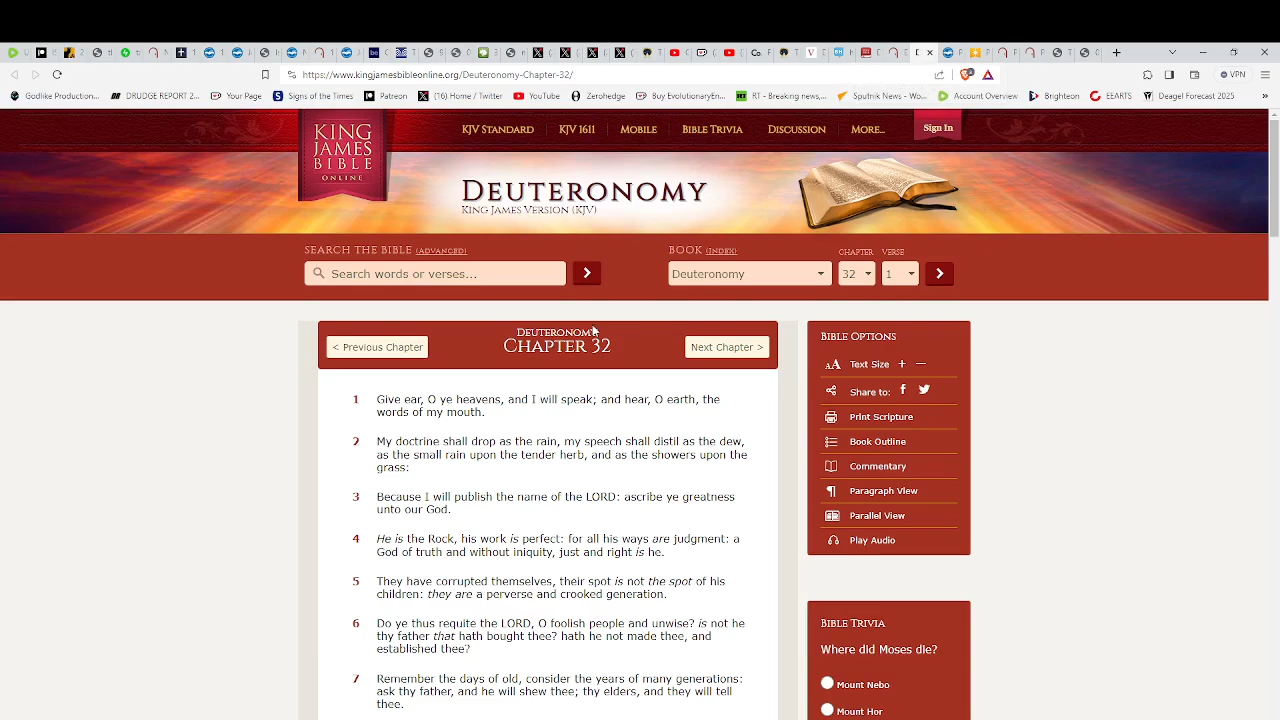 https://www.kingjamesbibleonline.org/Deuteronomy-Chapter-32/
VPN
Godlike Production...
DRUDGE REPORT 2...
Your Page
Signs of the Times
Patreon
(16) Home / Twitter
YouTube
Zerohedge
Buy EvolutionaryEn...
RT - Breaking news,...
Sputnik News - Wo...
Account Overview
Brighteon
EEARTS
Deagel Forecast 2025
KING
JAMES
BIBLE
ONLINE
KJV STANDARD
KJV 1611
MOBILE
BIBLE TRIVIA
DISCUSSION
MORE...
Sign In
DEUTERONOMY
KING JAMES VERSION (KJV)
SEARCH THE BIBLE (ADVANCED)
Search words or verses...
BOOK (INDEX)
CHAPTER
VERSE
Deuteronomy
32
1
DEUTERONOMY
CHAPTER 32
< Previous Chapter
Next Chapter >
1 Give ear, O ye heavens, and I will speak; and hear, O earth, the
words of my mouth.
2 My doctrine shall drop as the rain, my speech shall distil as the dew,
as the small rain upon the tender herb, and as the showers upon the
grass:
3 Because I will publish the name of the LORD: ascribe ye greatness
unto our God.
4 He is the Rock, his work is perfect: for all his ways are judgment: a
God of truth and without iniquity, just and right is he.
5 They have corrupted themselves, their spot is not the spot of his
children: they are a perverse and crooked generation.
6 Do ye thus requite the LORD, O foolish people and unwise? is not he
thy father that hath bought thee? hath he not made thee, and
established thee?
7 Remember the days of old, consider the years of many generations:
ask thy father, and he will shew thee; thy elders, and they will tell
thee.
BIBLE OPTIONS
AA Text Size + —
Share to:
Print Scripture
Book Outline
Commentary
Paragraph View
Parallel View
Play Audio
BIBLE TRIVIA
Where did Moses die?
Mount Nebo
Mount Hor